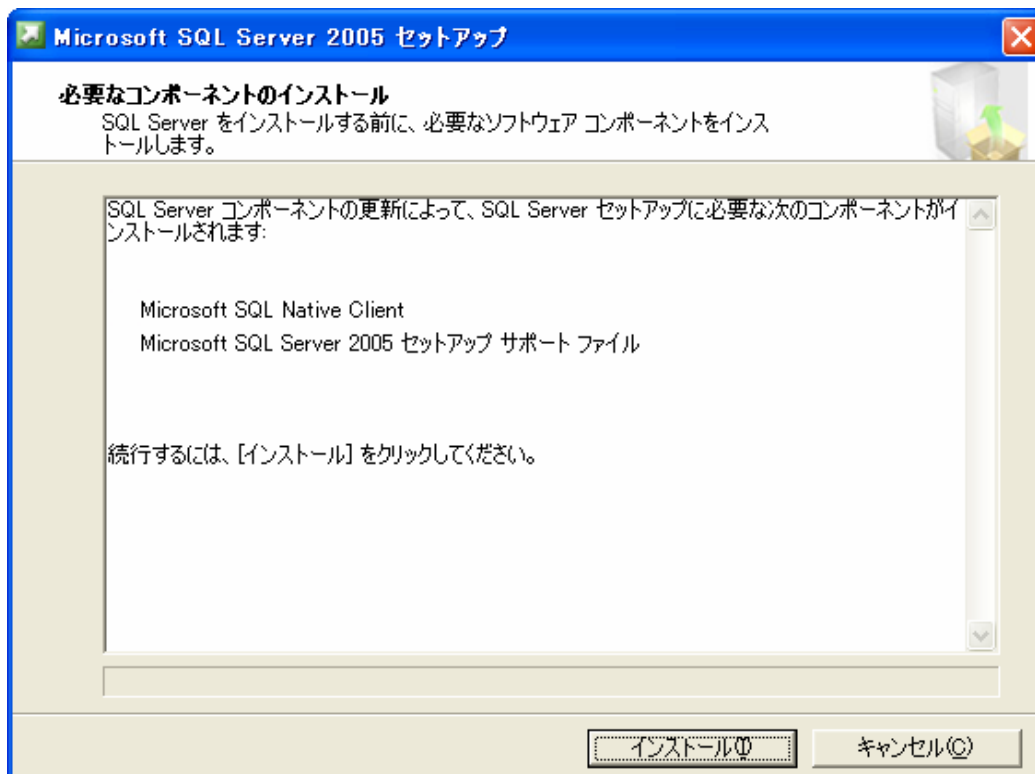 Microsoft SQL Server 2005 セットアップ
必要なコンポーネントのインストール
SQL Server をインストールする前に、必要なソフトウェア コンポーネントをインス
トールします。
SQL Server コンポーネントの更新によって、SQL Server セットアップに必要な次のコンポーネントがイ
ンストールされます:
Microsoft SQL Native Client
Microsoft SQL Server 2005 セットアップ サポート ファイル
続行するには、[インストール] をクリックしてください。
インストール(I)
キャンセル(C)